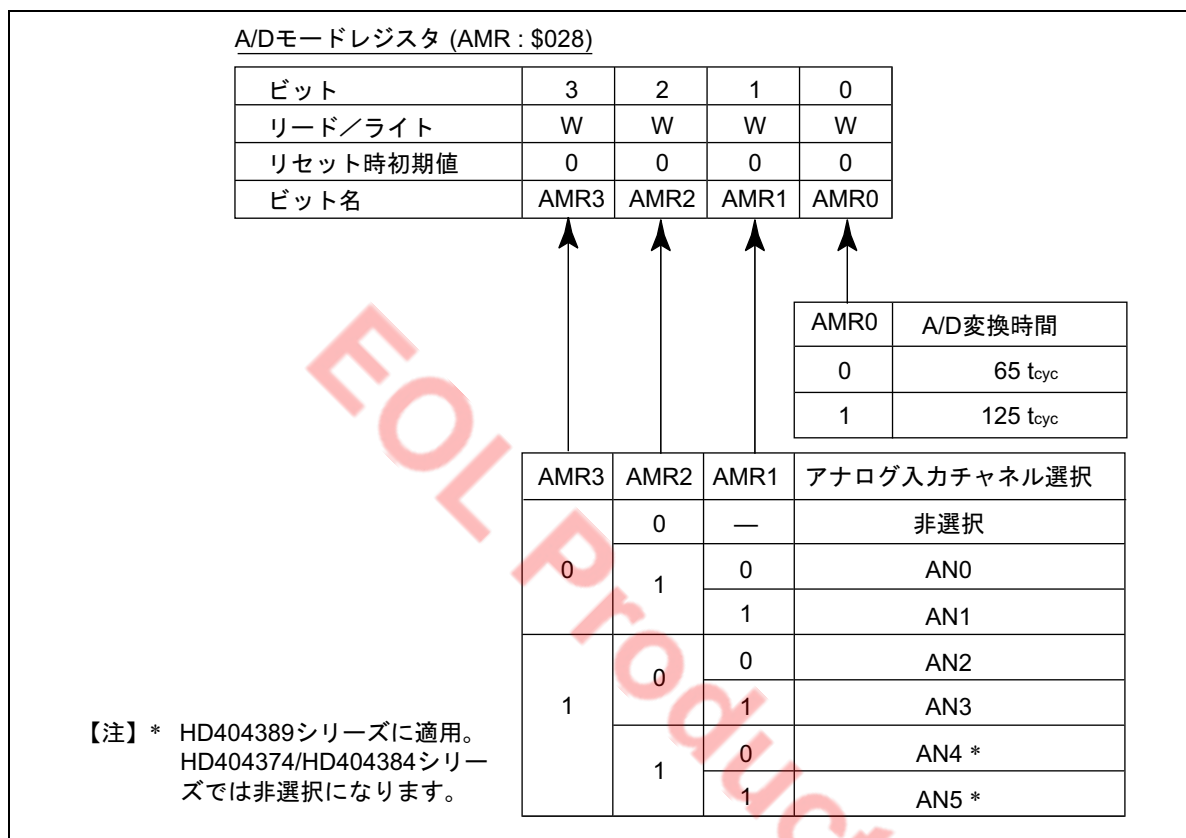 A/Dモードレジスタ (AMR : $028)
ビット 3 2 1 0
リード／ライト W W W W
リセット時初期値 0 0 0 0
ビット名 AMR3 AMR2 AMR1 AMR0
AMR0 A/D変換時間
0 65 tcyc
1 125 tcyc
AMR3 AMR2 AMR1 アナログ入力チャネル選択
0 0 — 非選択
1 0 AN0
1 AN1
1 0 0 AN2
1 AN3
1 0 AN4 *
1 AN5 *
【注】* HD404389シリーズに適用。
HD404374/HD404384シリー
ズでは非選択になります。
EOL Product